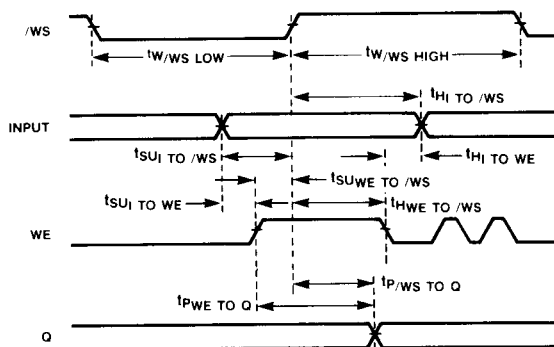 /WS
tW/WS LOW
tW/WS HIGH
tHI TO /WS
INPUT
tSUI TO /WS
tHI TO WE
tSUWE TO /WS
tSUI TO WE
tHWE TO /WS
WE
tP/WS TO Q
tPWE TO Q
Q